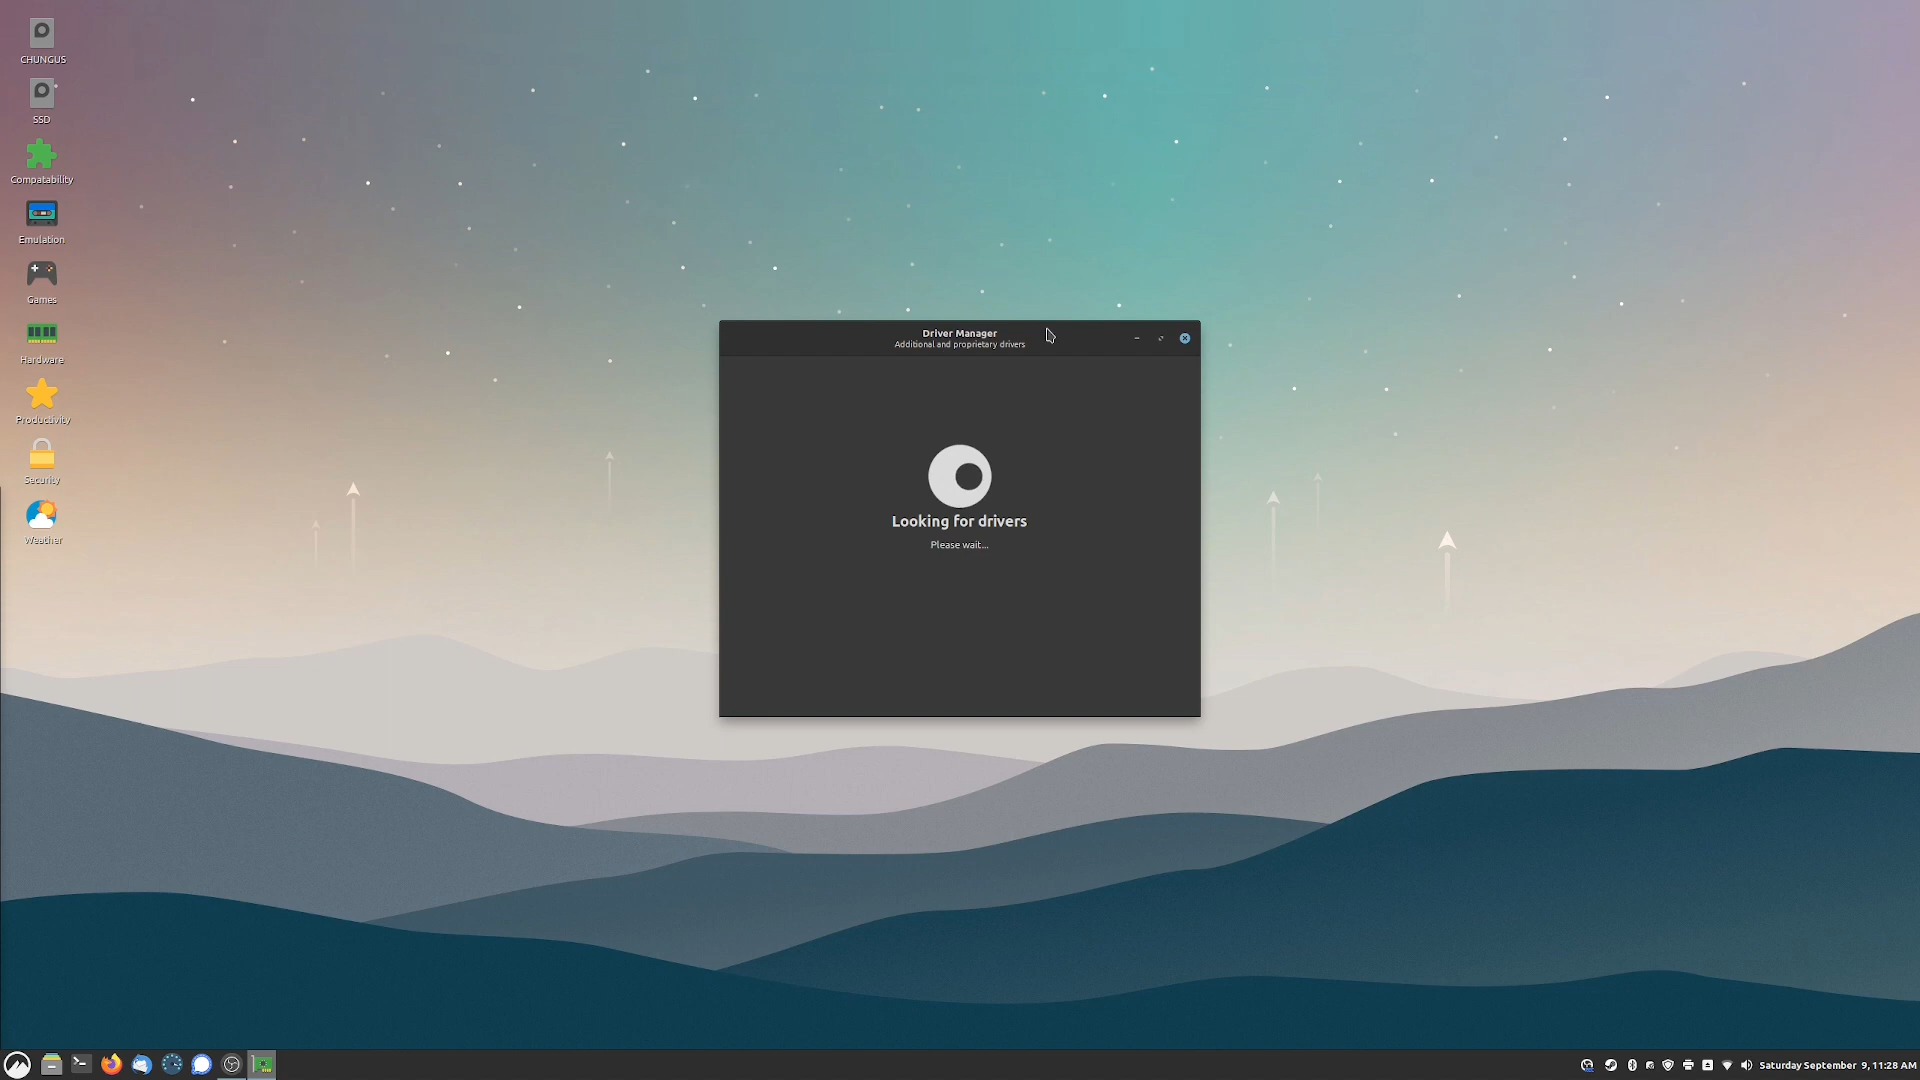 CHUNGUS
SSD
Compatability
Emulation
Games
Hardware
Productivity
Security
Weather
Driver Manager
Additional and proprietary drivers
Looking for drivers
Please wait...
Saturday September 9, 11:28 AM